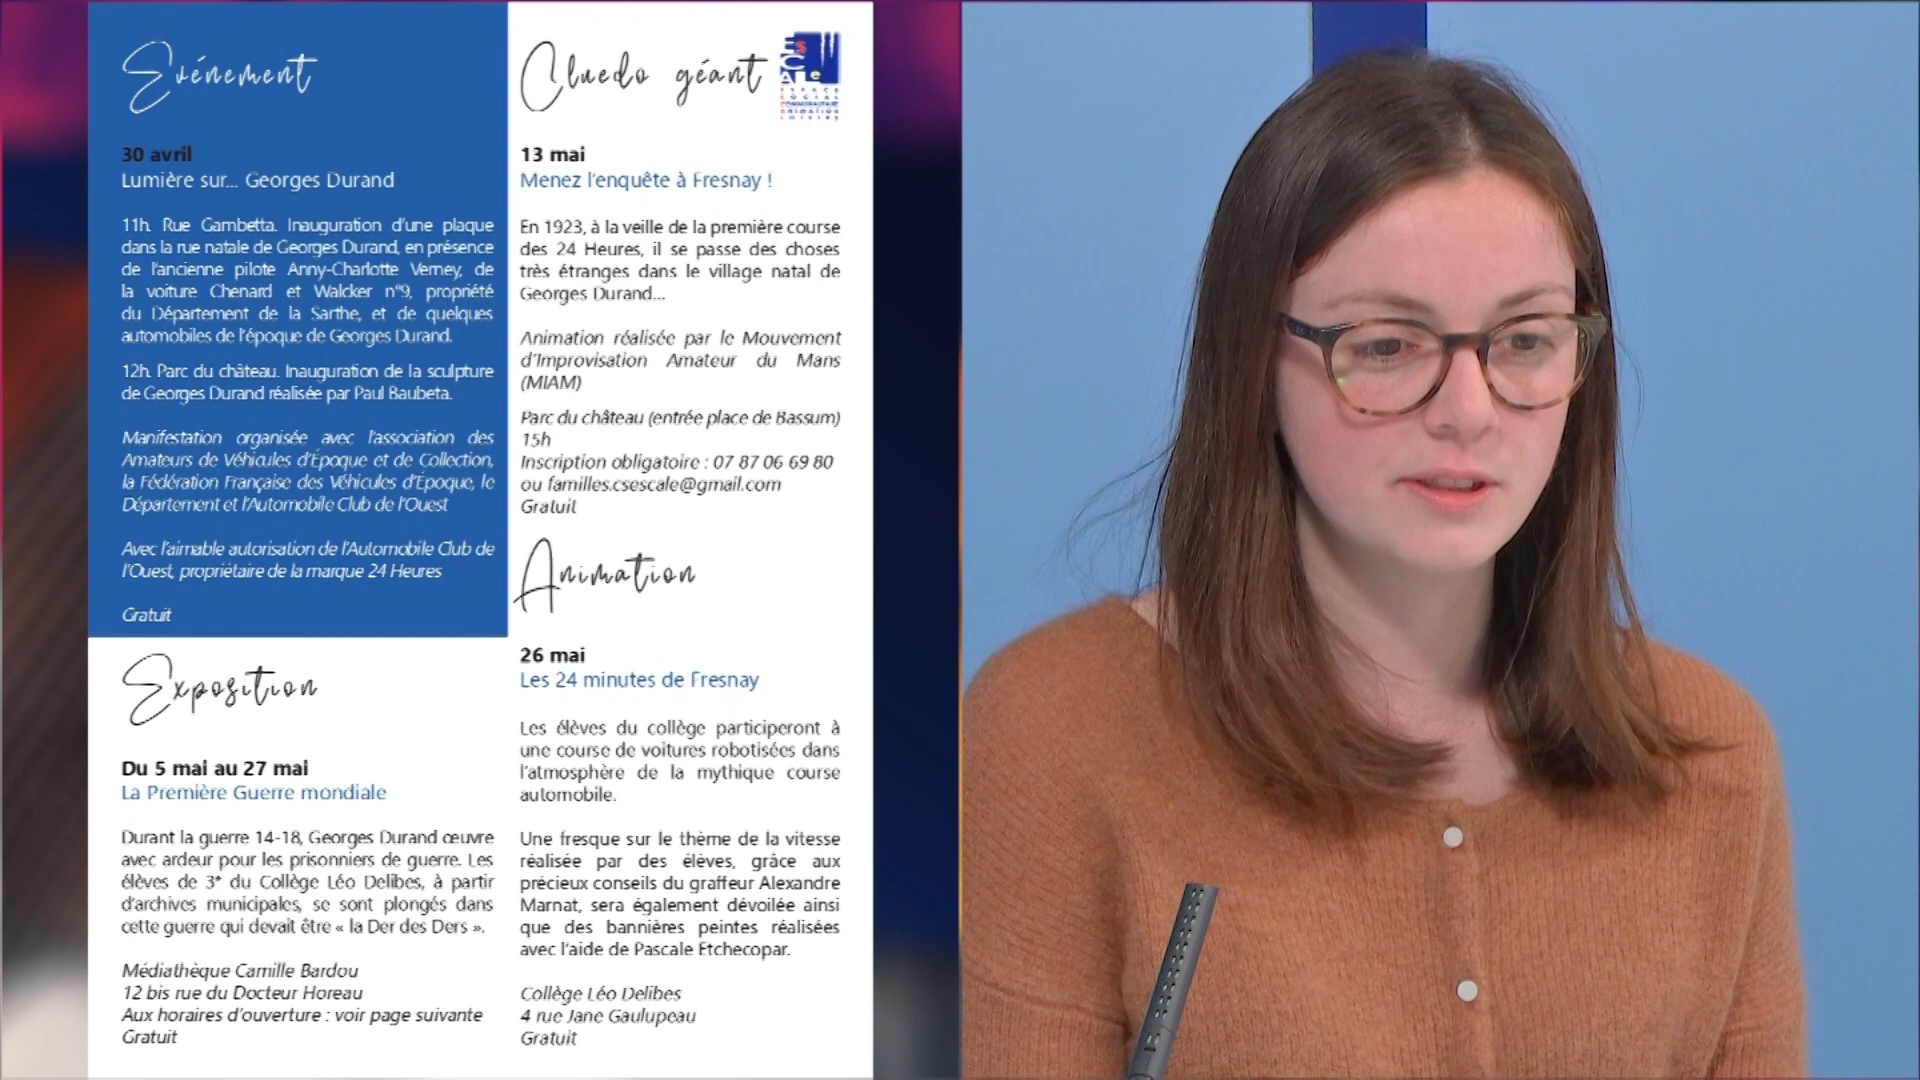 Evénement
30 avril
Lumière sur... Georges Durand
11h. Rue Gambetta. Inauguration d'une plaque
dans la rue natale de Georges Durand, en présence
de l'ancienne pilote Anny-Charlotte Verney, de
la voiture Chenard et Walcker n°9, propriété
du Département de la Sarthe, et de quelques
automobiles de l'époque de Georges Durand.
12h. Parc du château. Inauguration de la sculpture
de Georges Durand réalisée par Paul Baubeta.
Manifestation organisée avec l'association des
Amateurs de Véhicules d'Époque et de Collection,
la Fédération Française des Véhicules d'Epoque, le
Département et l'Automobile Club de l'Ouest
Avec l'aimable autorisation de l'Automobile Club de
l'Ouest, propriétaire de la marque 24 Heures
Gratuit
Exposition
Du 5 mai au 27 mai
La Première Guerre mondiale
Durant la guerre 14-18, Georges Durand œuvre
avec ardeur pour les prisonniers de guerre. Les
élèves de 3e du Collège Léo Delibes, à partir
d'archives municipales, se sont plongés dans
cette guerre qui devait être « la Der des Ders ».
Médiathèque Camille Bardou
12 bis rue du Docteur Horeau
Aux horaires d'ouverture : voir page suivante
Gratuit
Cluedo géant
ESCALe
ESPACE
SOCIAL
COMMUNAUTAIRE
ANIMATION
LOISIRS
13 mai
Menez l'enquête à Fresnay !
En 1923, à la veille de la première course
des 24 Heures, il se passe des choses
très étranges dans le village natal de
Georges Durand...
Animation réalisée par le Mouvement
d'Improvisation Amateur du Mans
(MIAM)
Parc du château (entrée place de Bassum)
15h
Inscription obligatoire : 07 87 06 69 80
ou familles.csescale@gmail.com
Gratuit
Animation
26 mai
Les 24 minutes de Fresnay
Les élèves du collège participeront à
une course de voitures robotisées dans
l'atmosphère de la mythique course
automobile.
Une fresque sur le thème de la vitesse
réalisée par des élèves, grâce aux
précieux conseils du graffeur Alexandre
Marnat, sera également dévoilée ainsi
que des bannières peintes réalisées
avec l'aide de Pascale Etchecopar.
Collège Léo Delibes
4 rue Jane Gaulupeau
Gratuit